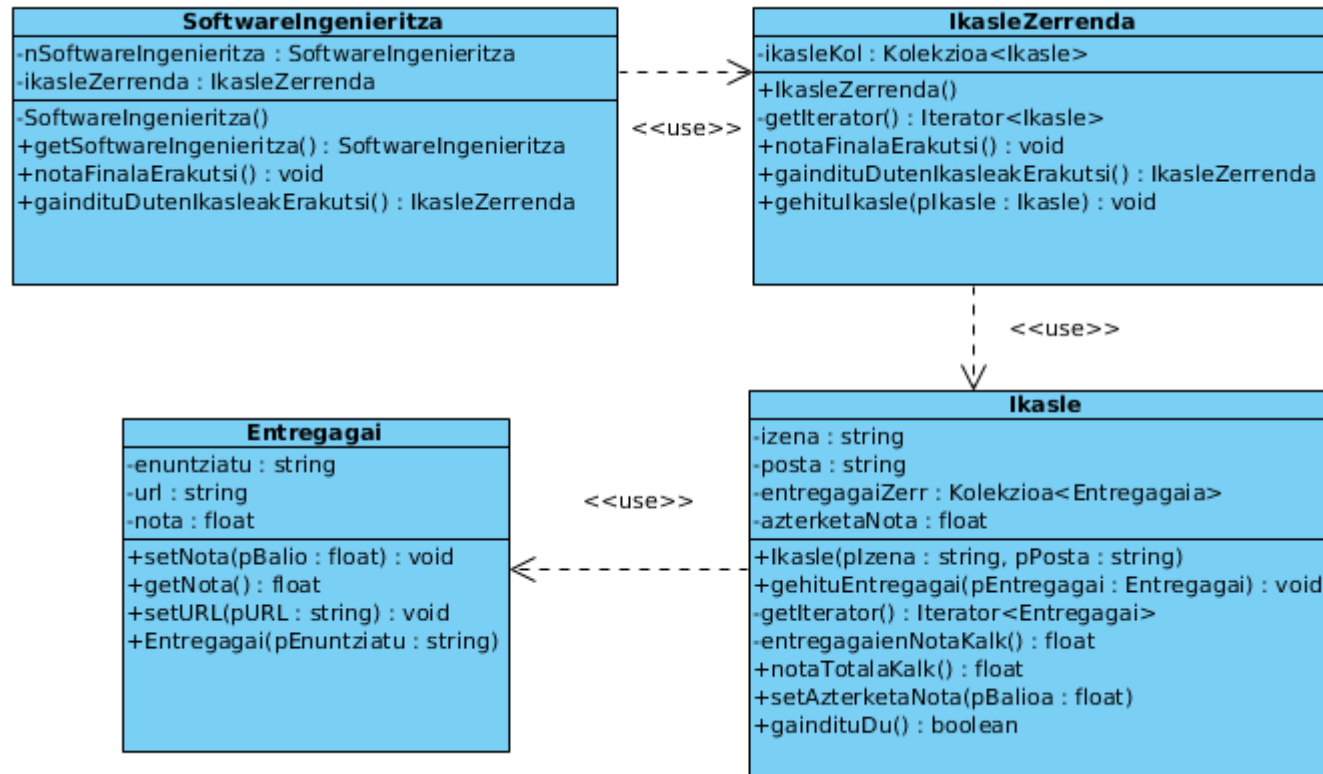 SoftwareIngenieritza
-nSoftwareIngenieritza : SoftwareIngenieritza
-ikasleZerrenda : IkasleZerrenda
-SoftwareIngenieritza()
+getSoftwareIngenieritza() : SoftwareIngenieritza
+notaFinalaErakutsi() : void
+gaindituDutenIkasleakErakutsi() : IkasleZerrenda
<<use>>
IkasleZerrenda
-ikasleKol : Kolekzioa<Ikasle>
+IkasleZerrenda()
-getIterator() : Iterator<Ikasle>
+notaFinalaErakutsi() : void
+gaindituDutenIkasleakErakutsi() : IkasleZerrenda
+gehituIkasle(pIkasle : Ikasle) : void
<<use>>
Entregagai
-enuntziatu : string
-url : string
-nota : float
+setNota(pBalio : float) : void
+getNota() : float
+setURL(pURL : string) : void
+Entregagai(pEnuntziatu : string)
<<use>>
Ikasle
-izena : string
-posta : string
-entregagaiZerr : Kolekzioa<Entregagaia>
-azterketaNota : float
+Ikasle(pIzena : string, pPosta : string)
+gehituEntregagai(pEntregagai : Entregagai) : void
-getIterator() : Iterator<Entregagai>
-entregagaienNotaKalk() : float
+notaTotalaKalk() : float
+setAzterketaNota(pBalioa : float)
+gaindituDu() : boolean